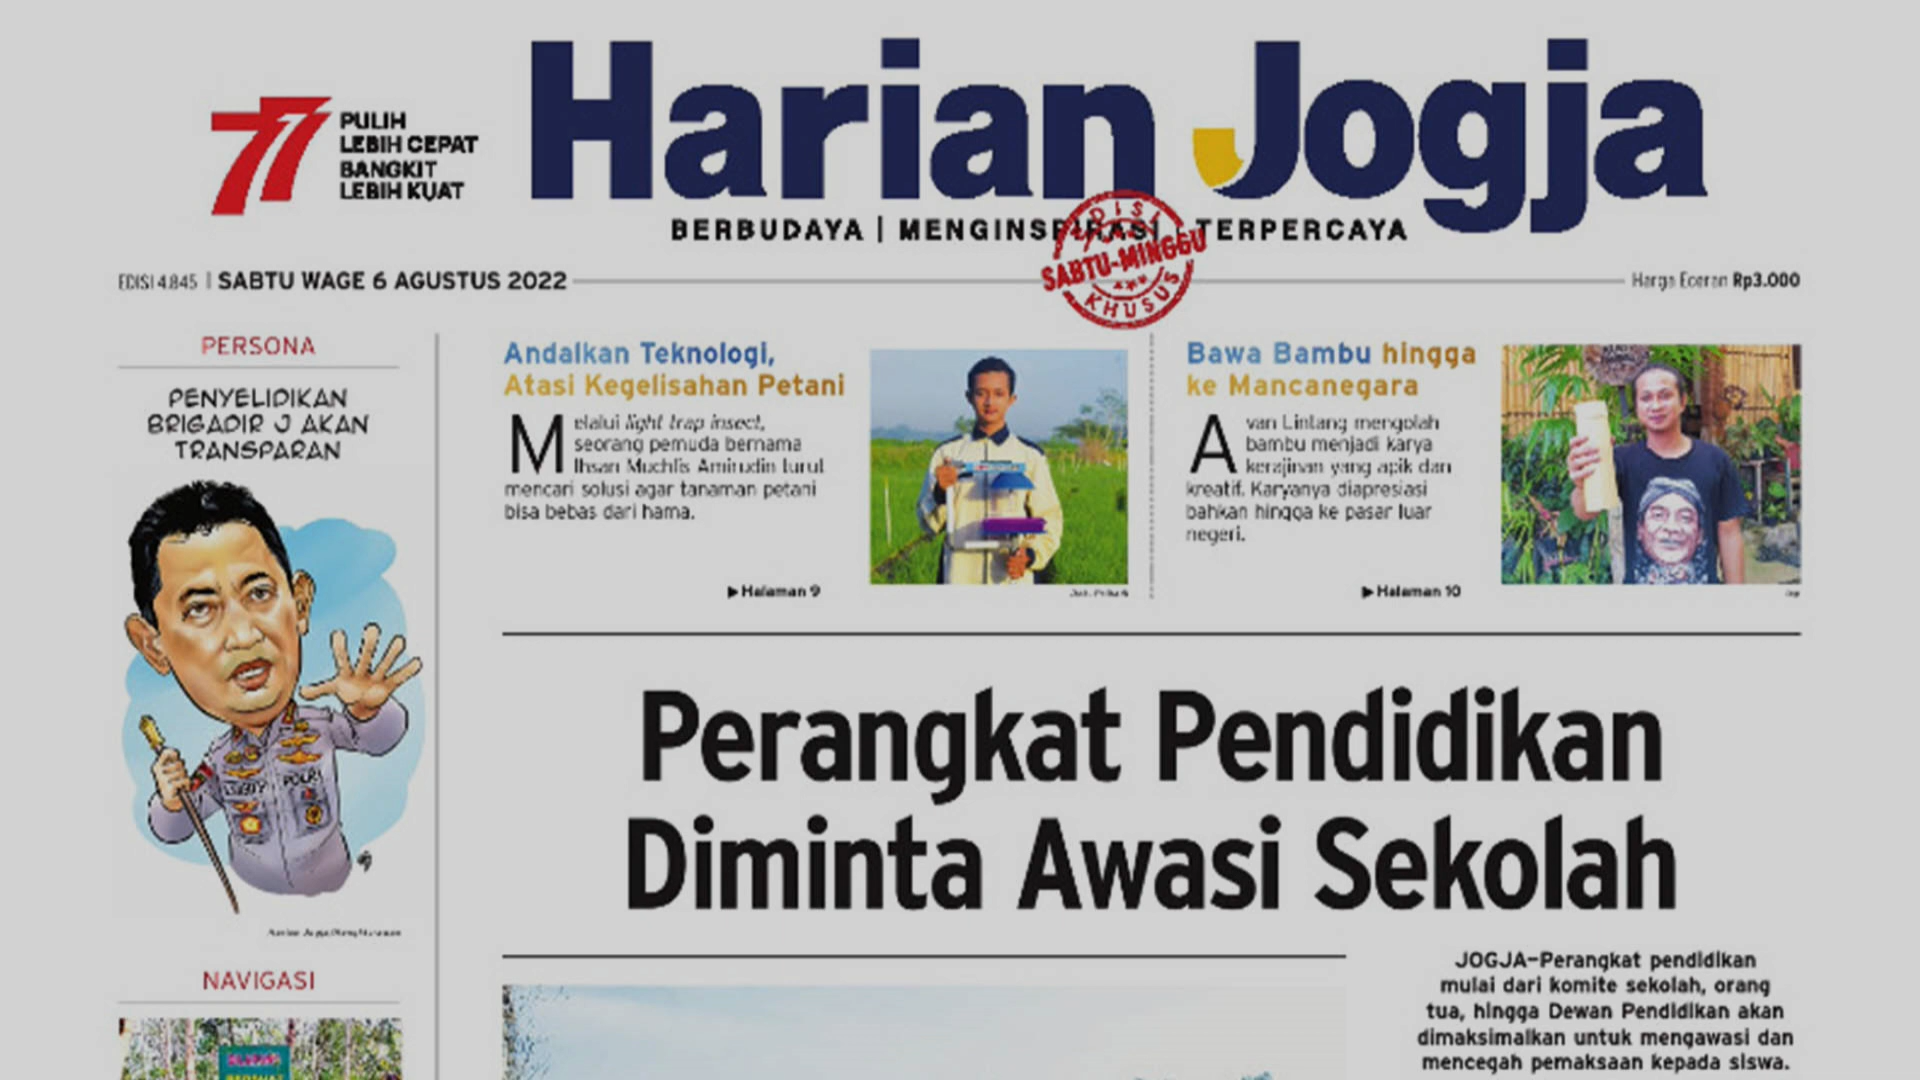 77 PULIH
LEBIH CEPAT
BANGKIT
LEBIH KUAT
Harian Jogja
BERBUDAYA | MENGINSPIRASI | TERPERCAYA
EDISI KHUSUS
SABTU-MINGGU
EDISI 4.845 | SABTU WAGE 6 AGUSTUS 2022
Harga Eceran Rp3.000
PERSONA
PENYELIDIKAN
BRIGADIR J AKAN
TRANSPARAN
POLRI
NAVIGASI
Andalkan Teknologi,
Atasi Kegelisahan Petani
Melalui light trap insect,
seorang pemuda bernama
Ihsan Muchlis Amirudin turut
mencari solusi agar tanaman petani
bisa bebas dari hama.
▶Halaman 9
Bawa Bambu hingga
ke Mancanegara
Avan Lintang mengolah
bambu menjadi karya
kerajinan yang apik dan
kreatif. Karyanya diapresiasi
bahkan hingga ke pasar luar
negeri.
▶Halaman 10
Perangkat Pendidikan
Diminta Awasi Sekolah
JOGJA—Perangkat pendidikan
mulai dari komite sekolah, orang
tua, hingga Dewan Pendidikan akan
dimaksimalkan untuk mengawasi dan
mencegah pemaksaan kepada siswa.